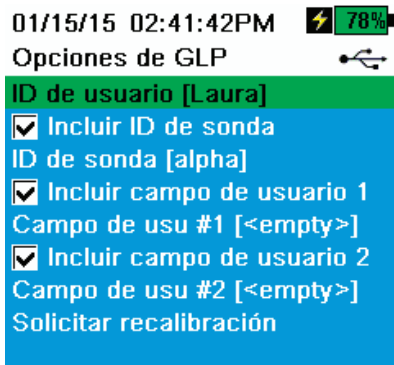 01/15/15 02:41:42PM 78%
Opciones de GLP
ID de usuario [Laura]
Incluir ID de sonda
ID de sonda [alpha]
Incluir campo de usuario 1
Campo de usu #1 [<empty>]
Incluir campo de usuario 2
Campo de usu #2 [<empty>]
Solicitar recalibración